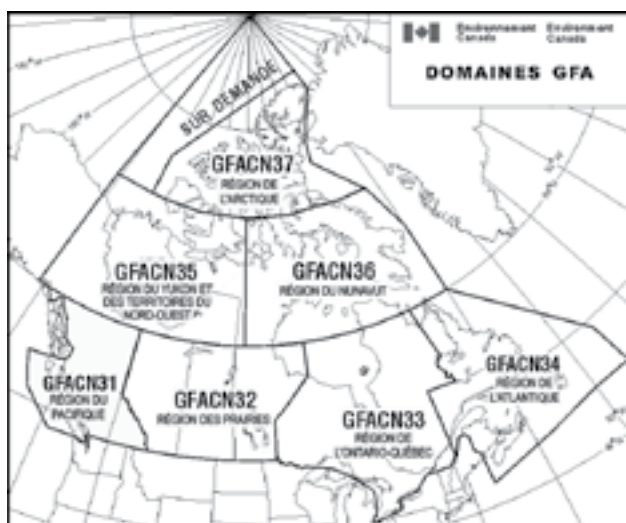 Environnement Environment
Canada Canada
DOMAINES GFA
SUR DEMANDE
GFACN37
RÉGION DE
L'ARCTIQUE
GFACN35
RÉGION DU YUKON ET
DES TERRITOIRES DU
NORD-OUEST
GFACN36
RÉGION DU NUNAVUT
GFACN31
RÉGION DU
PACIFIQUE
GFACN32
RÉGION DES PRAIRIES
GFACN33
RÉGION DE
L'ONTARIO-QUÉBEC
GFACN34
RÉGION DE
L'ATLANTIQUE